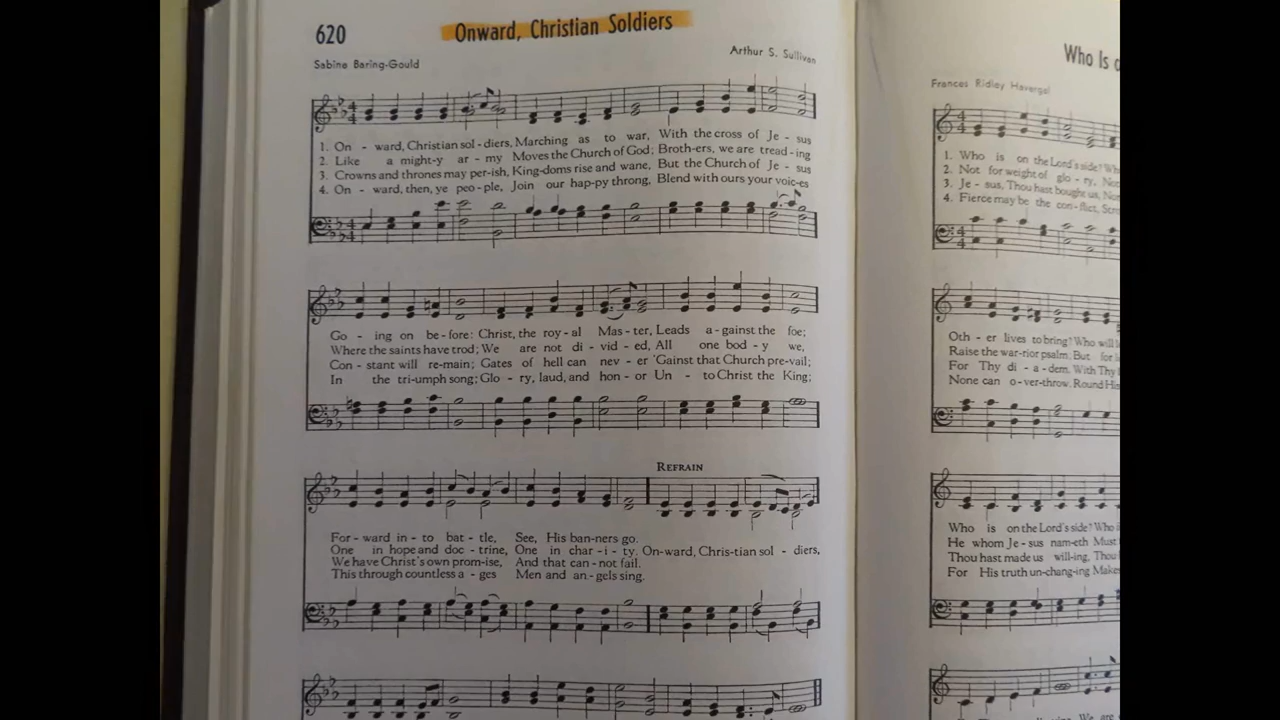 620
Onward, Christian Soldiers
Sabine Baring-Gould
Arthur S. Sullivan
1. On - ward, Christian sol - diers, Marching as to war, With the cross of Je - sus
2. Like a might-y ar - my Moves the Church of God; Broth-ers, we are tread - ing
3. Crowns and thrones may per-ish, King-doms rise and wane, But the Church of Je - sus
4. On - ward, then, ye peo - ple, Join our hap-py throng, Blend with ours your voic-es
Go - ing on be - fore: Christ, the roy - al Mas - ter, Leads a - gainst the foe;
Where the saints have trod; We are not di - vid - ed, All one bod - y we,
Con - stant will re-main; Gates of hell can nev - er 'Gainst that Church pre-vail;
In the tri-umph song; Glo - ry, laud, and hon - or Un - to Christ the King;
REFRAIN
For - ward in - to bat - tle, See, His ban-ners go.
One in hope and doc - trine, One in char - i - ty. On-ward, Chris-tian sol - diers,
We have Christ's own prom-ise, And that can - not fail.
This through countless a - ges Men and an - gels sing.
Who Is
Frances Ridley Havergal
1. Who is on the Lord's side?
2. Not for weight of glo - ry,
3. Je - sus, Thou hast bought us,
4. Fierce may be the con - flict,
Oth - er lives to bring? Who will
Raise the war-rior psalm, But for
For Thy di - a - dem. With Thy
None can o - ver-throw. Round
Who is on the Lord's side? Who
He whom Je - sus nam-eth Must
Thou hast made us will-ing, Thou
For His truth un-chang-ing